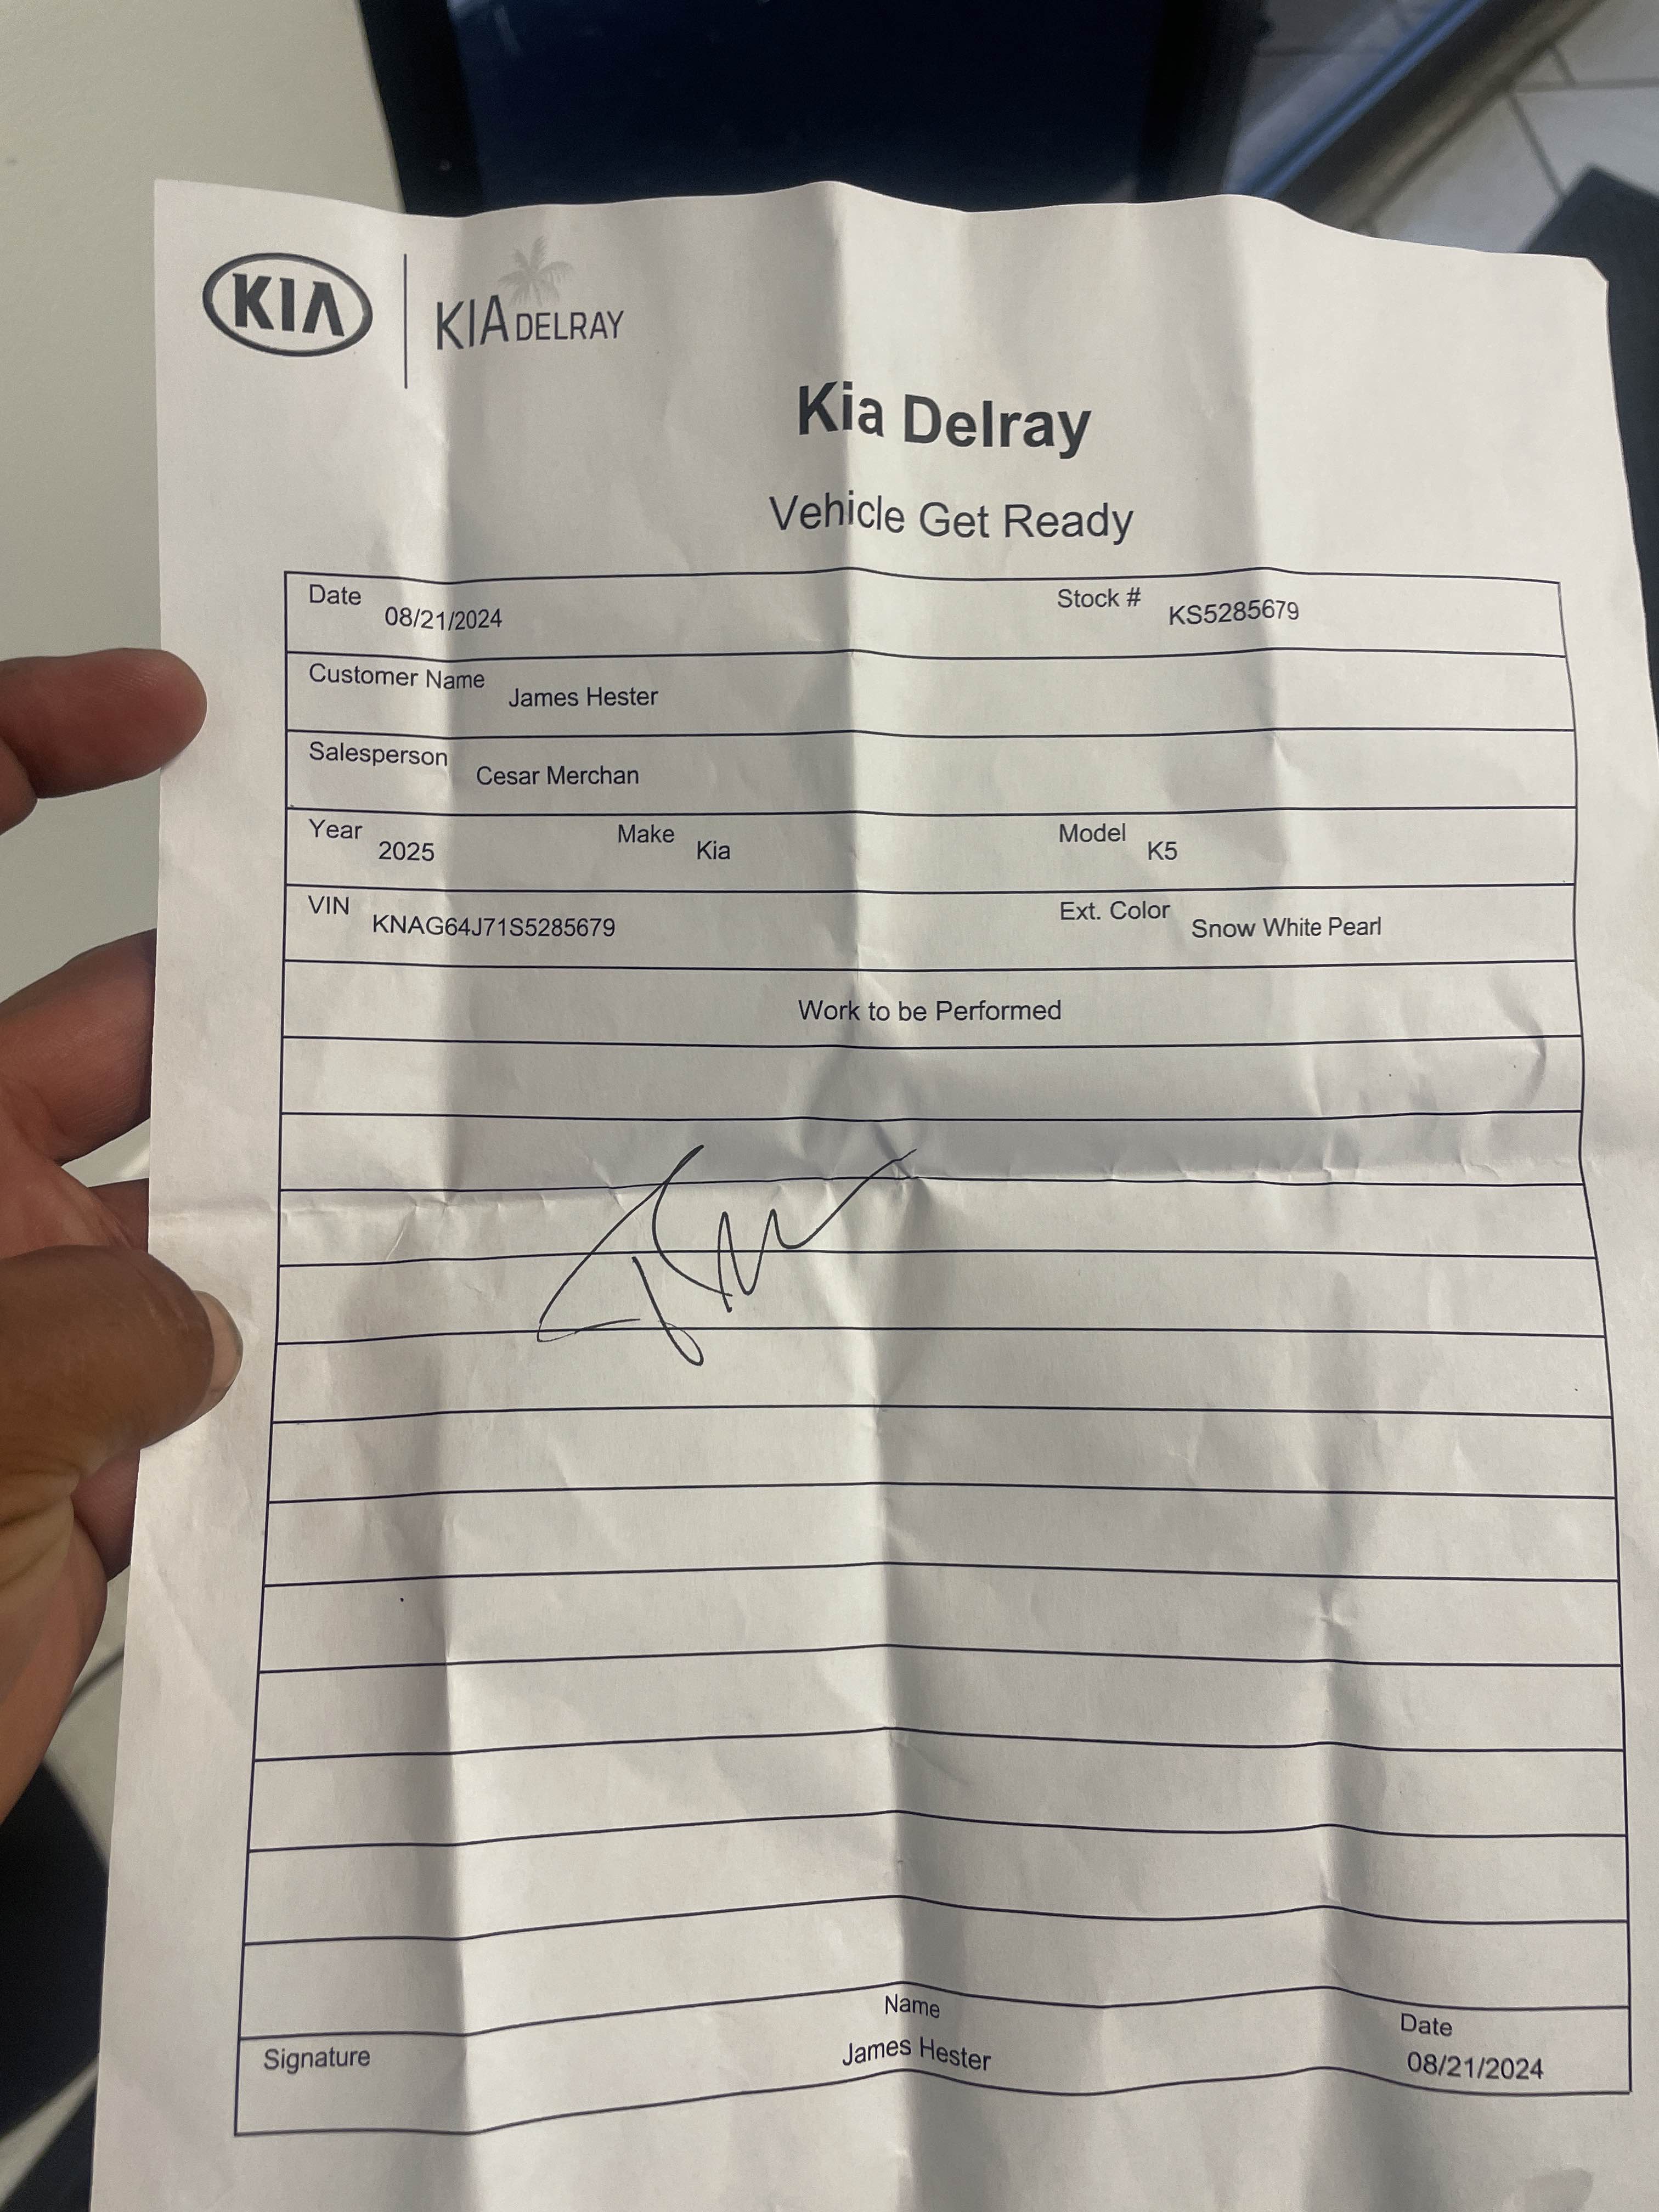 KIA KIA DELRAY
Kia Delray
Vehicle Get Ready
Date 08/21/2024 Stock # KS5285679
Customer Name James Hester
Salesperson Cesar Merchan
Year 2025 Make Kia Model K5
VIN KNAG64J71S5285679 Ext. Color Snow White Pearl
Work to be Performed
Signature Name James Hester Date 08/21/2024